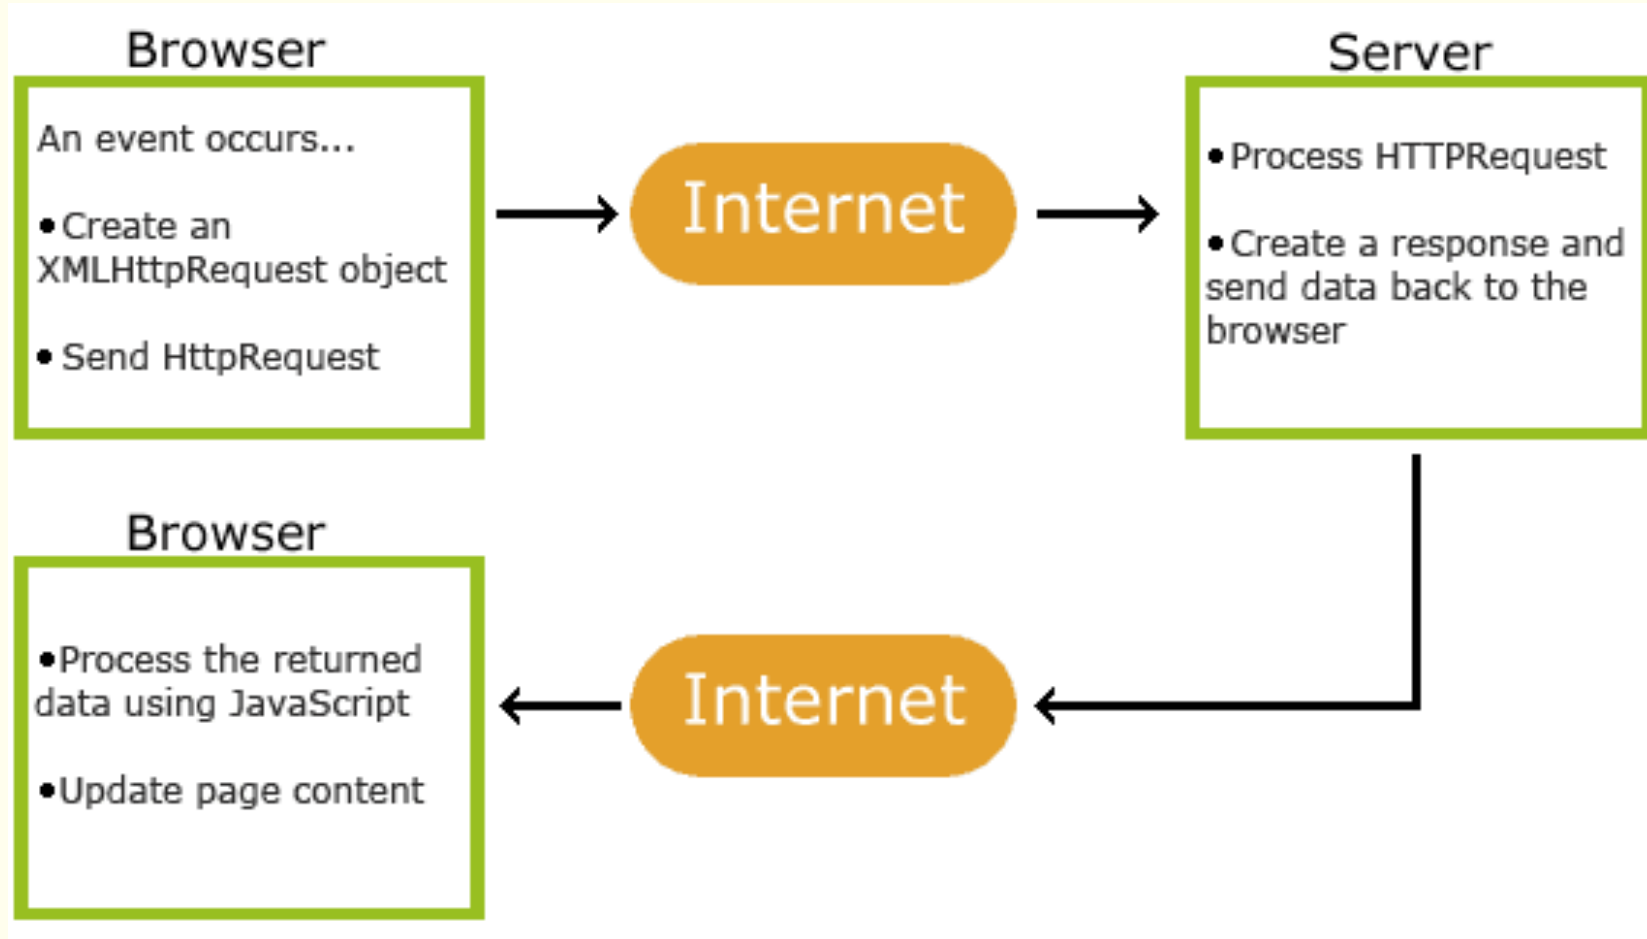 Browser
An event occurs...
•Create an
XMLHttpRequest object
• Send HttpRequest
Internet
Server
•Process HTTPRequest
•Create a response and
send data back to the
browser
Browser
•Process the returned
data using JavaScript
•Update page content
Internet